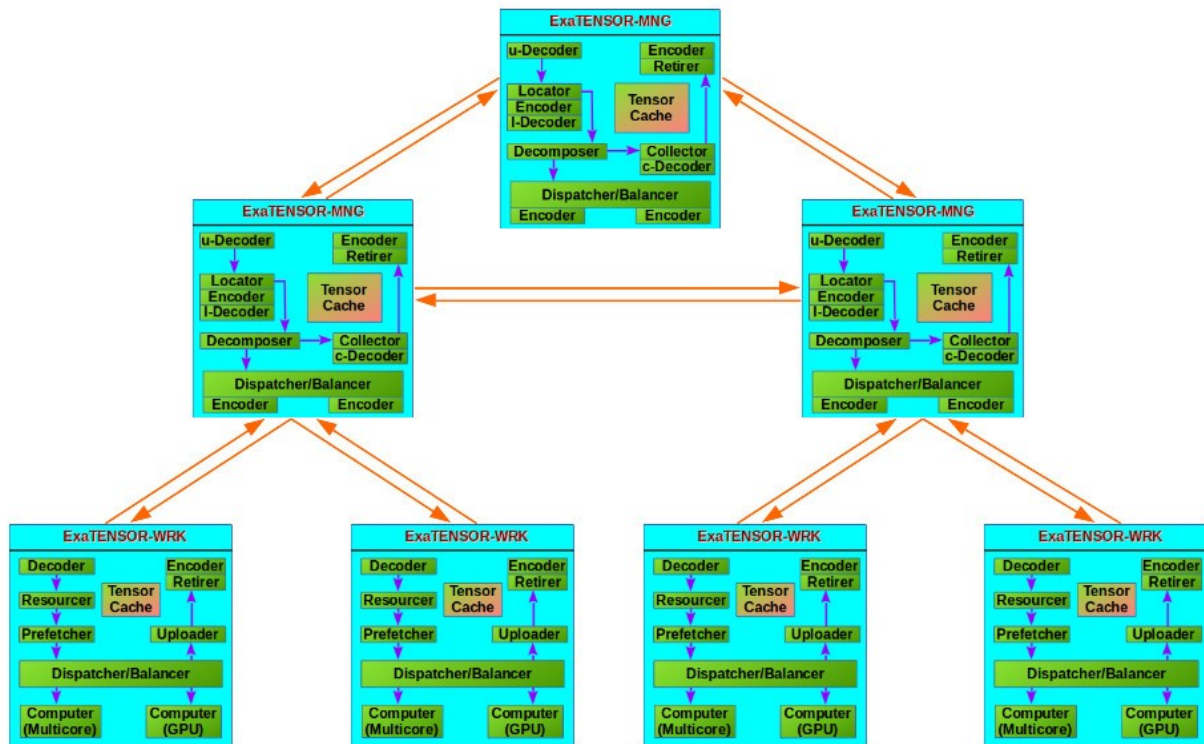 ExaTENSOR-MNG
u-Decoder
Encoder
Retirer
Locator
Encoder
l-Decoder
Tensor
Cache
Decomposer
Collector
c-Decoder
Dispatcher/Balancer
Encoder
Encoder
ExaTENSOR-MNG
u-Decoder
Encoder
Retirer
Locator
Encoder
l-Decoder
Tensor
Cache
Decomposer
Collector
c-Decoder
Dispatcher/Balancer
Encoder
Encoder
ExaTENSOR-MNG
u-Decoder
Encoder
Retirer
Locator
Encoder
l-Decoder
Tensor
Cache
Decomposer
Collector
c-Decoder
Dispatcher/Balancer
Encoder
Encoder
ExaTENSOR-WRK
Decoder
Encoder
Retirer
Resourcer
Tensor
Cache
Prefetcher
Uploader
Dispatcher/Balancer
Computer
(Multicore)
Computer
(GPU)
ExaTENSOR-WRK
Decoder
Encoder
Retirer
Resourcer
Tensor
Cache
Prefetcher
Uploader
Dispatcher/Balancer
Computer
(Multicore)
Computer
(GPU)
ExaTENSOR-WRK
Decoder
Encoder
Retirer
Resourcer
Tensor
Cache
Prefetcher
Uploader
Dispatcher/Balancer
Computer
(Multicore)
Computer
(GPU)
ExaTENSOR-WRK
Decoder
Encoder
Retirer
Resourcer
Tensor
Cache
Prefetcher
Uploader
Dispatcher/Balancer
Computer
(Multicore)
Computer
(GPU)